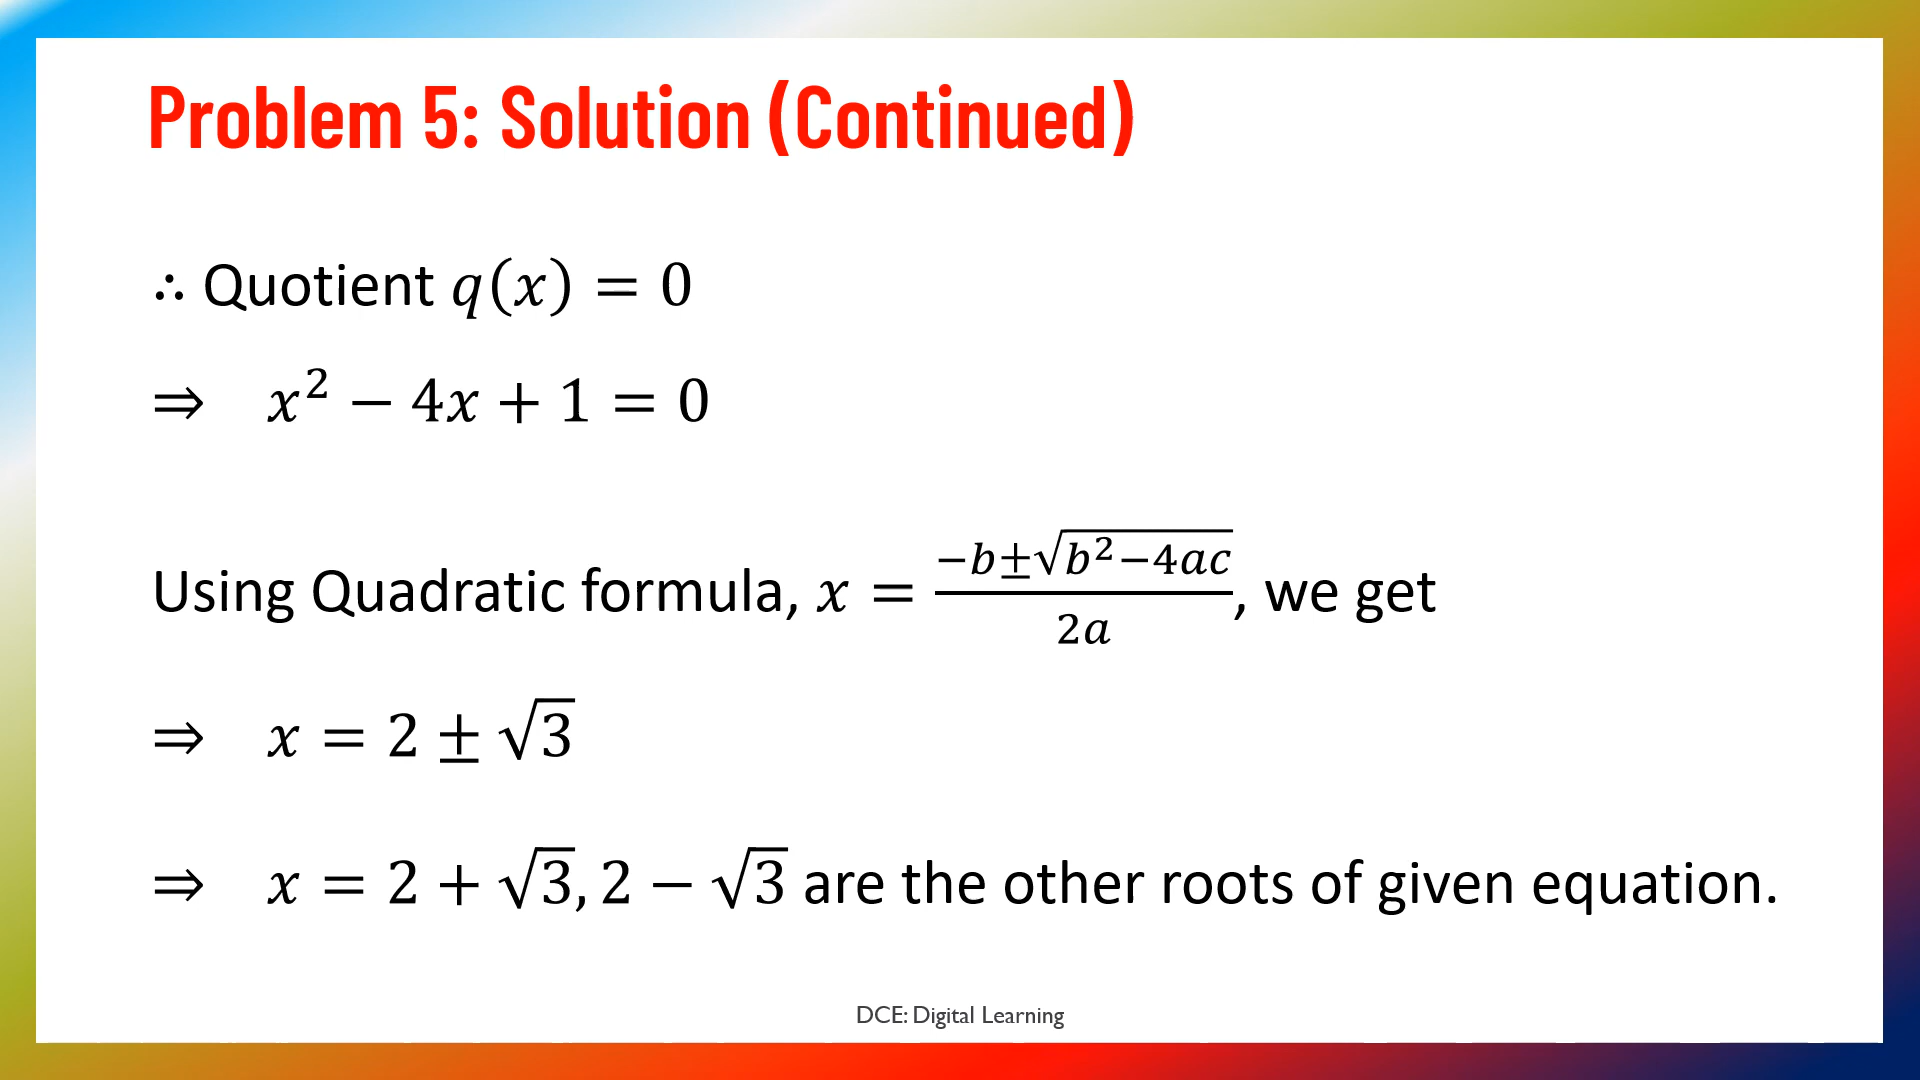 Problem 5: Solution (Continued)
∴ Quotient q(x) = 0
⇒ x² − 4x + 1 = 0
Using Quadratic formula, x = (−b±√(b²−4ac))/(2a), we get
⇒ x = 2 ± √3
⇒ x = 2 + √3, 2 − √3 are the other roots of given equation.
DCE: Digital Learning